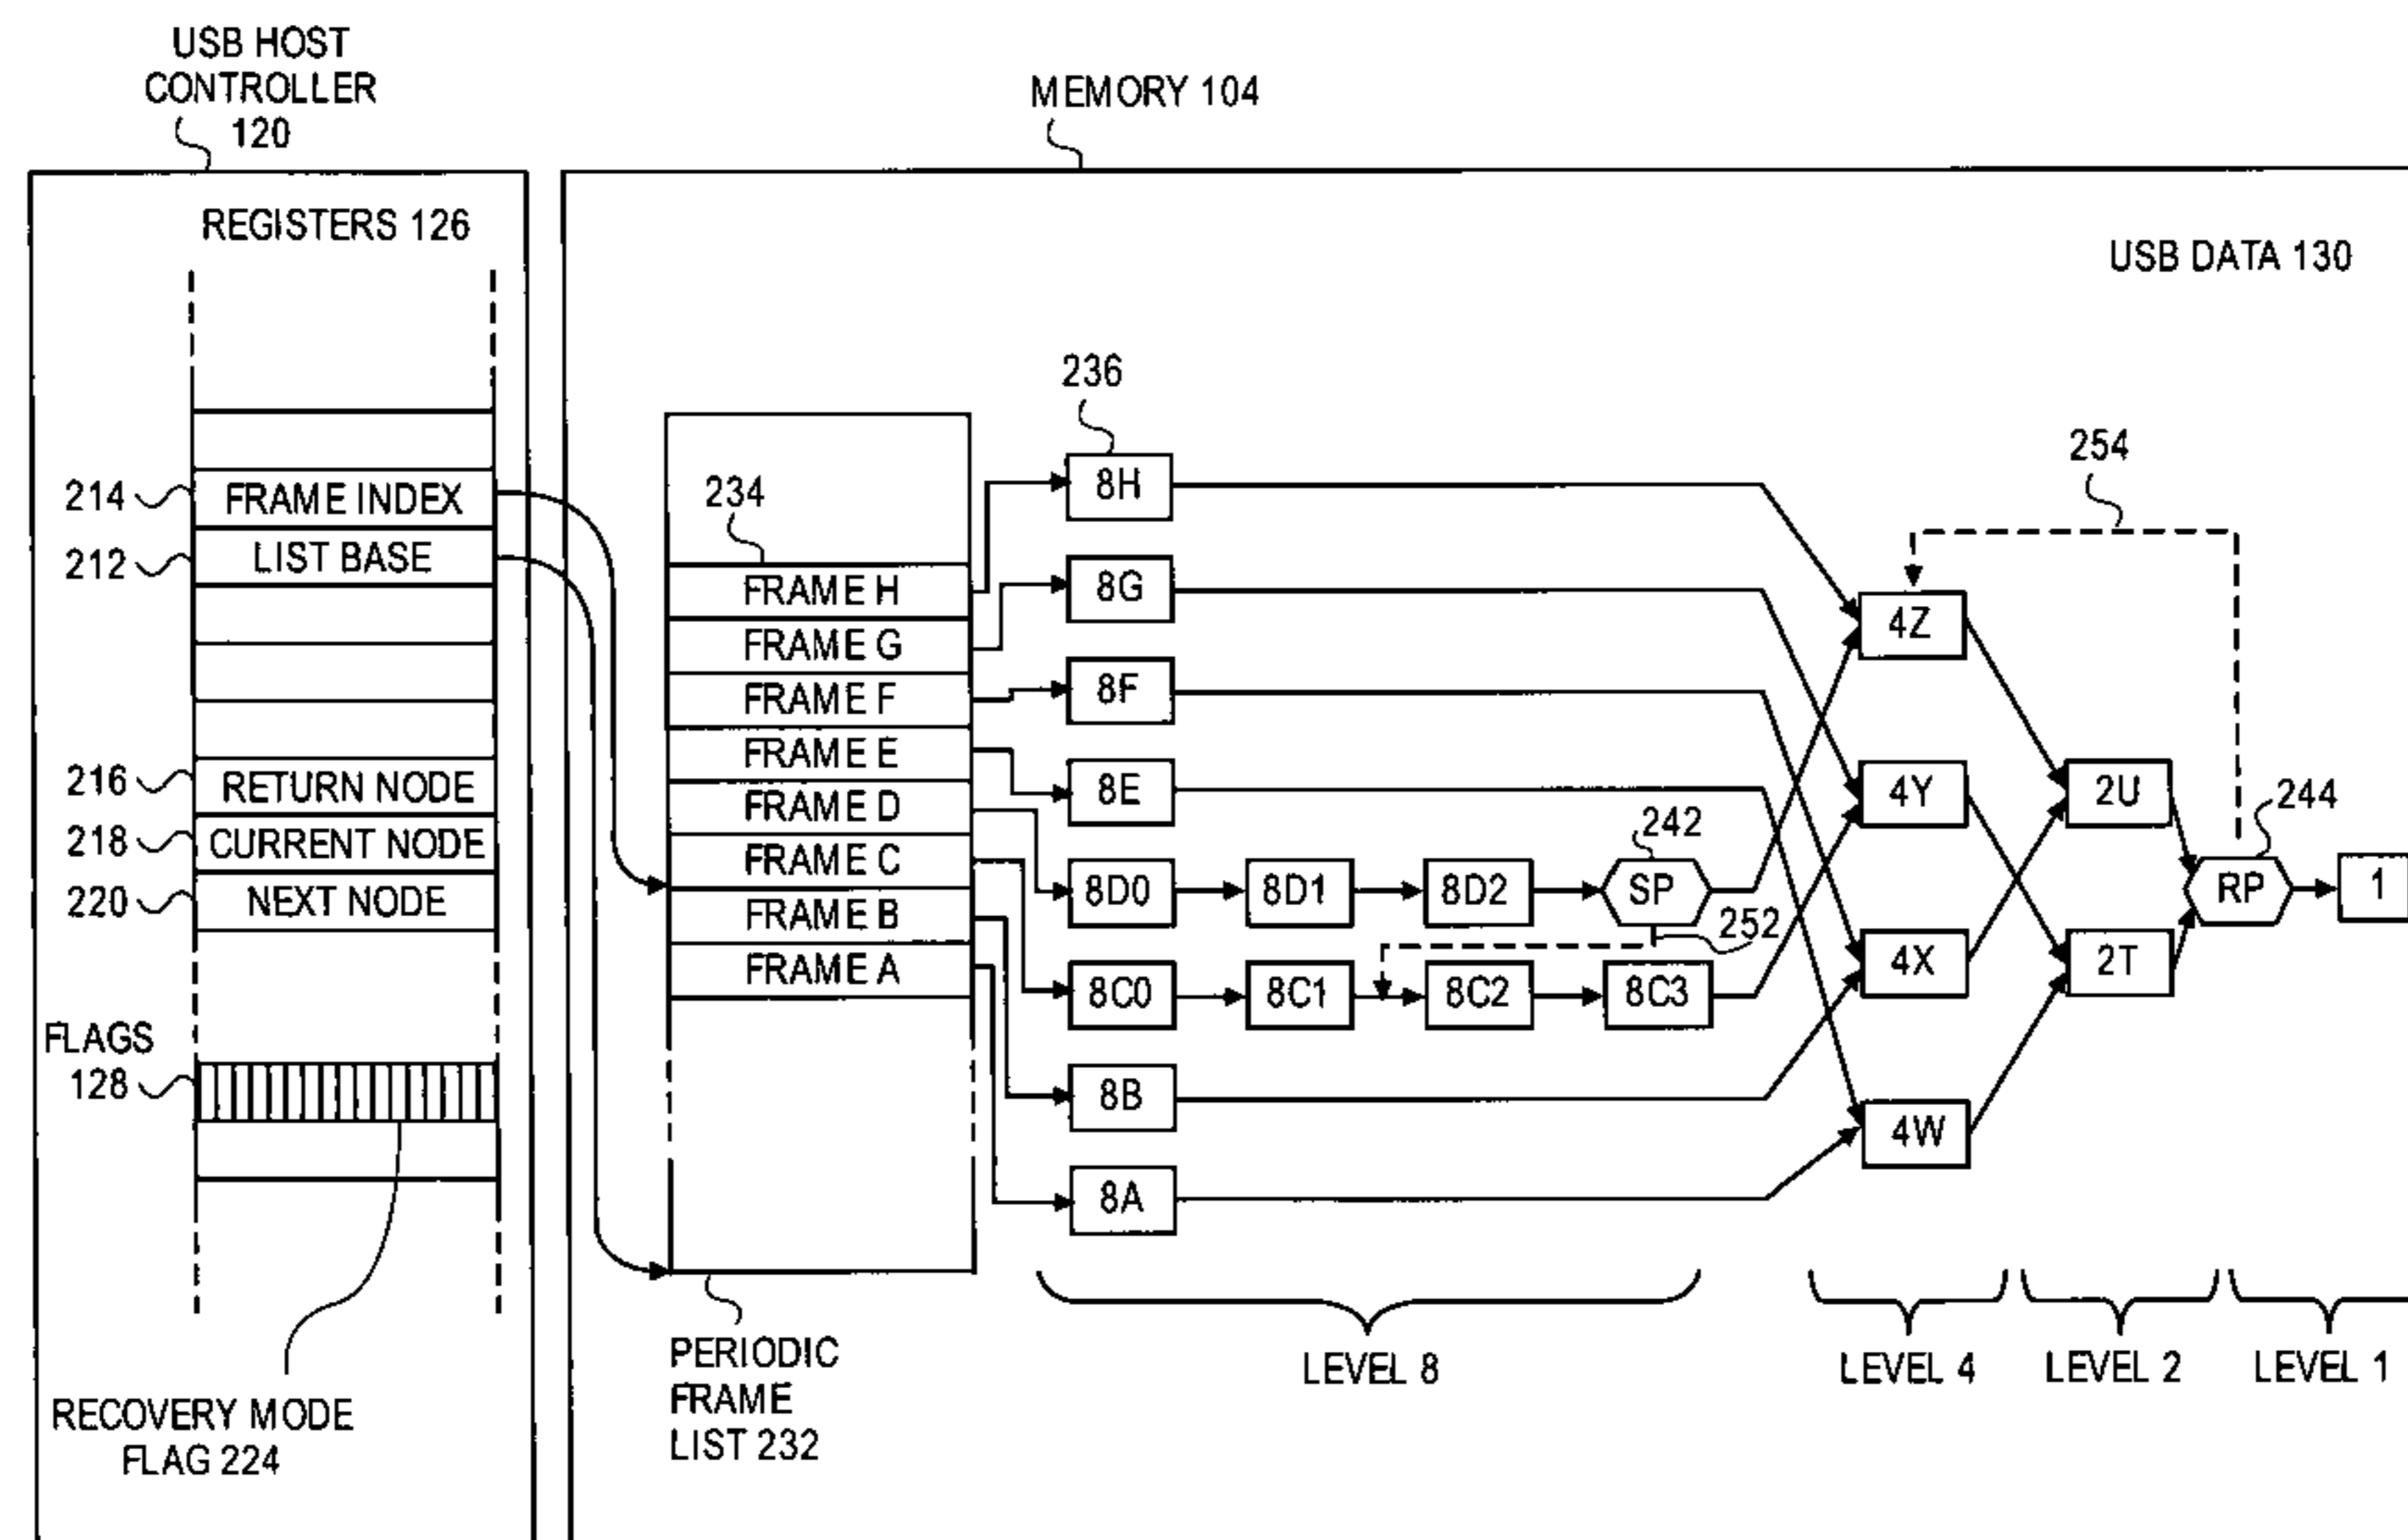 USB HOST
CONTROLLER
120
MEMORY 104
REGISTERS 126
USB DATA 130
236
254
234
214
FRAME INDEX
212
LIST BASE
8H
FRAME H
8G
4Z
FRAME G
8F
FRAME F
FRAME E
8E
4Y
2U
216
RETURN NODE
FRAME D
242
244
218
CURRENT NODE
FRAME C
8D0
8D1
8D2
SP
RP
1
220
NEXT NODE
FRAME B
252
FRAME A
8C0
8C1
8C2
8C3
4X
2T
FLAGS
128
8B
4W
8A
PERIODIC
FRAME
LIST 232
LEVEL 8
LEVEL 4
LEVEL 2
LEVEL 1
RECOVERY MODE
FLAG 224